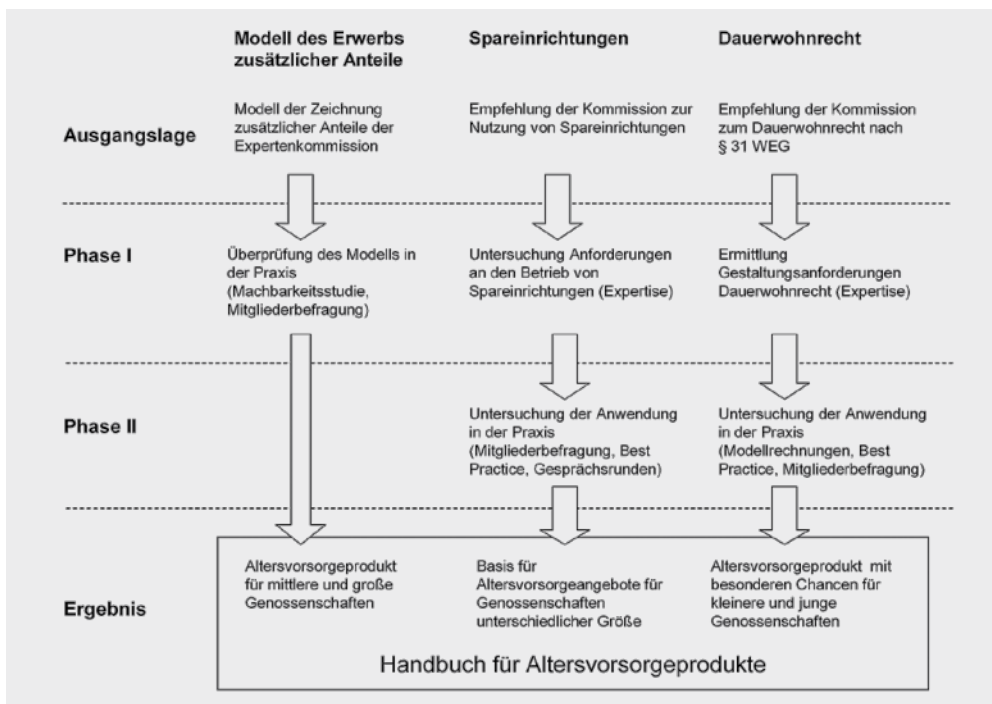 Modell des Erwerbs
zusätzlicher Anteile
Spareinrichtungen
Dauerwohnrecht
Ausgangslage
Modell der Zeichnung
zusätzlicher Anteile der
Expertenkommission
Empfehlung der Kommission zur
Nutzung von Spareinrichtungen
Empfehlung der Kommission
zum Dauerwohnrecht nach
§ 31 WEG
Phase I
Überprüfung des Modells in
der Praxis
(Machbarkeitsstudie,
Mitgliederbefragung)
Untersuchung Anforderungen
an den Betrieb von
Spareinrichtungen (Expertise)
Ermittlung
Gestaltungsanforderungen
Dauerwohnrecht (Expertise)
Phase II
Untersuchung der Anwendung
in der Praxis
(Mitgliederbefragung, Best
Practice, Gesprächsrunden)
Untersuchung der Anwendung
in der Praxis
(Modellrechnungen, Best
Practice, Mitgliederbefragung)
Ergebnis
Altersvorsorgeprodukt
für mittlere und große
Genossenschaften
Basis für
Altersvorsorgeangebote für
Genossenschaften
unterschiedlicher Größe
Altersvorsorgeprodukt mit
besonderen Chancen für
kleinere und junge
Genossenschaften
Handbuch für Altersvorsorgeprodukte